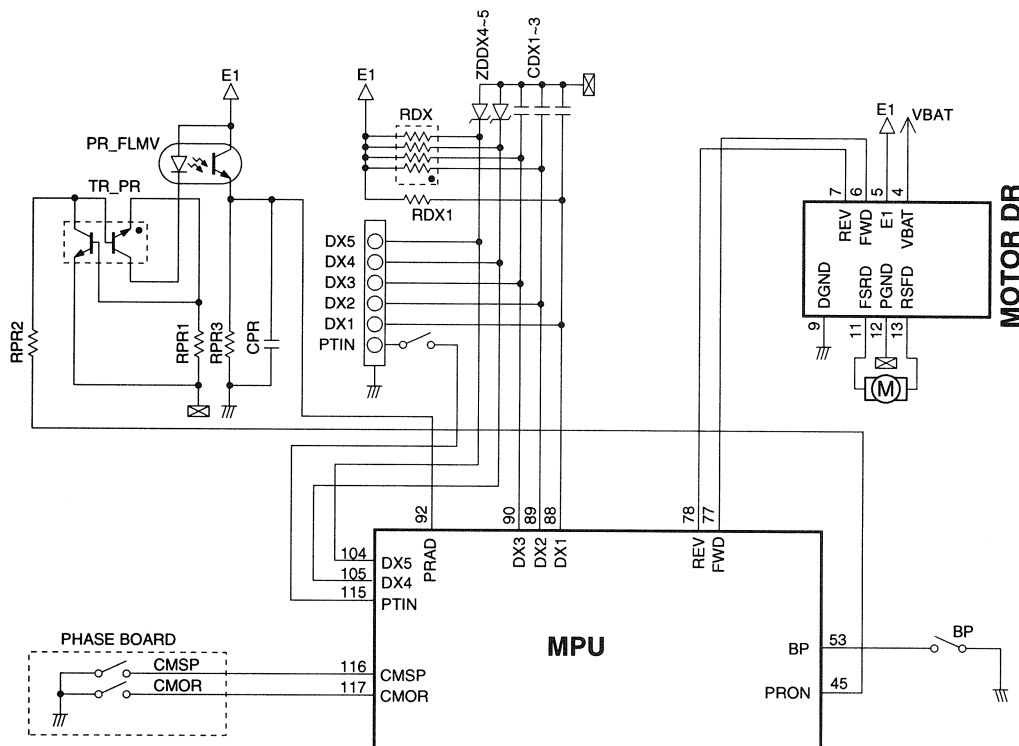 ZDDX4~5
CDX1~3
E1
E1
PR_FLMV
RDX
TR_PR
RDX1
E1
VBAT
7
6
5
4
REV
FWD
E1
VBAT
DGND
FSRD
PGND
RSFD
9
11
12
13
MOTOR DR
M
DX5
DX4
DX3
DX2
DX1
PTIN
RPR2
RPR1
RPR3
CPR
92
90
89
88
78
77
PRAD
DX3
DX2
DX1
REV
FWD
104
DX5
105
DX4
115
PTIN
PHASE BOARD
CMSP
116
CMSP
CMOR
117
CMOR
MPU
BP
53
BP
PRON
45